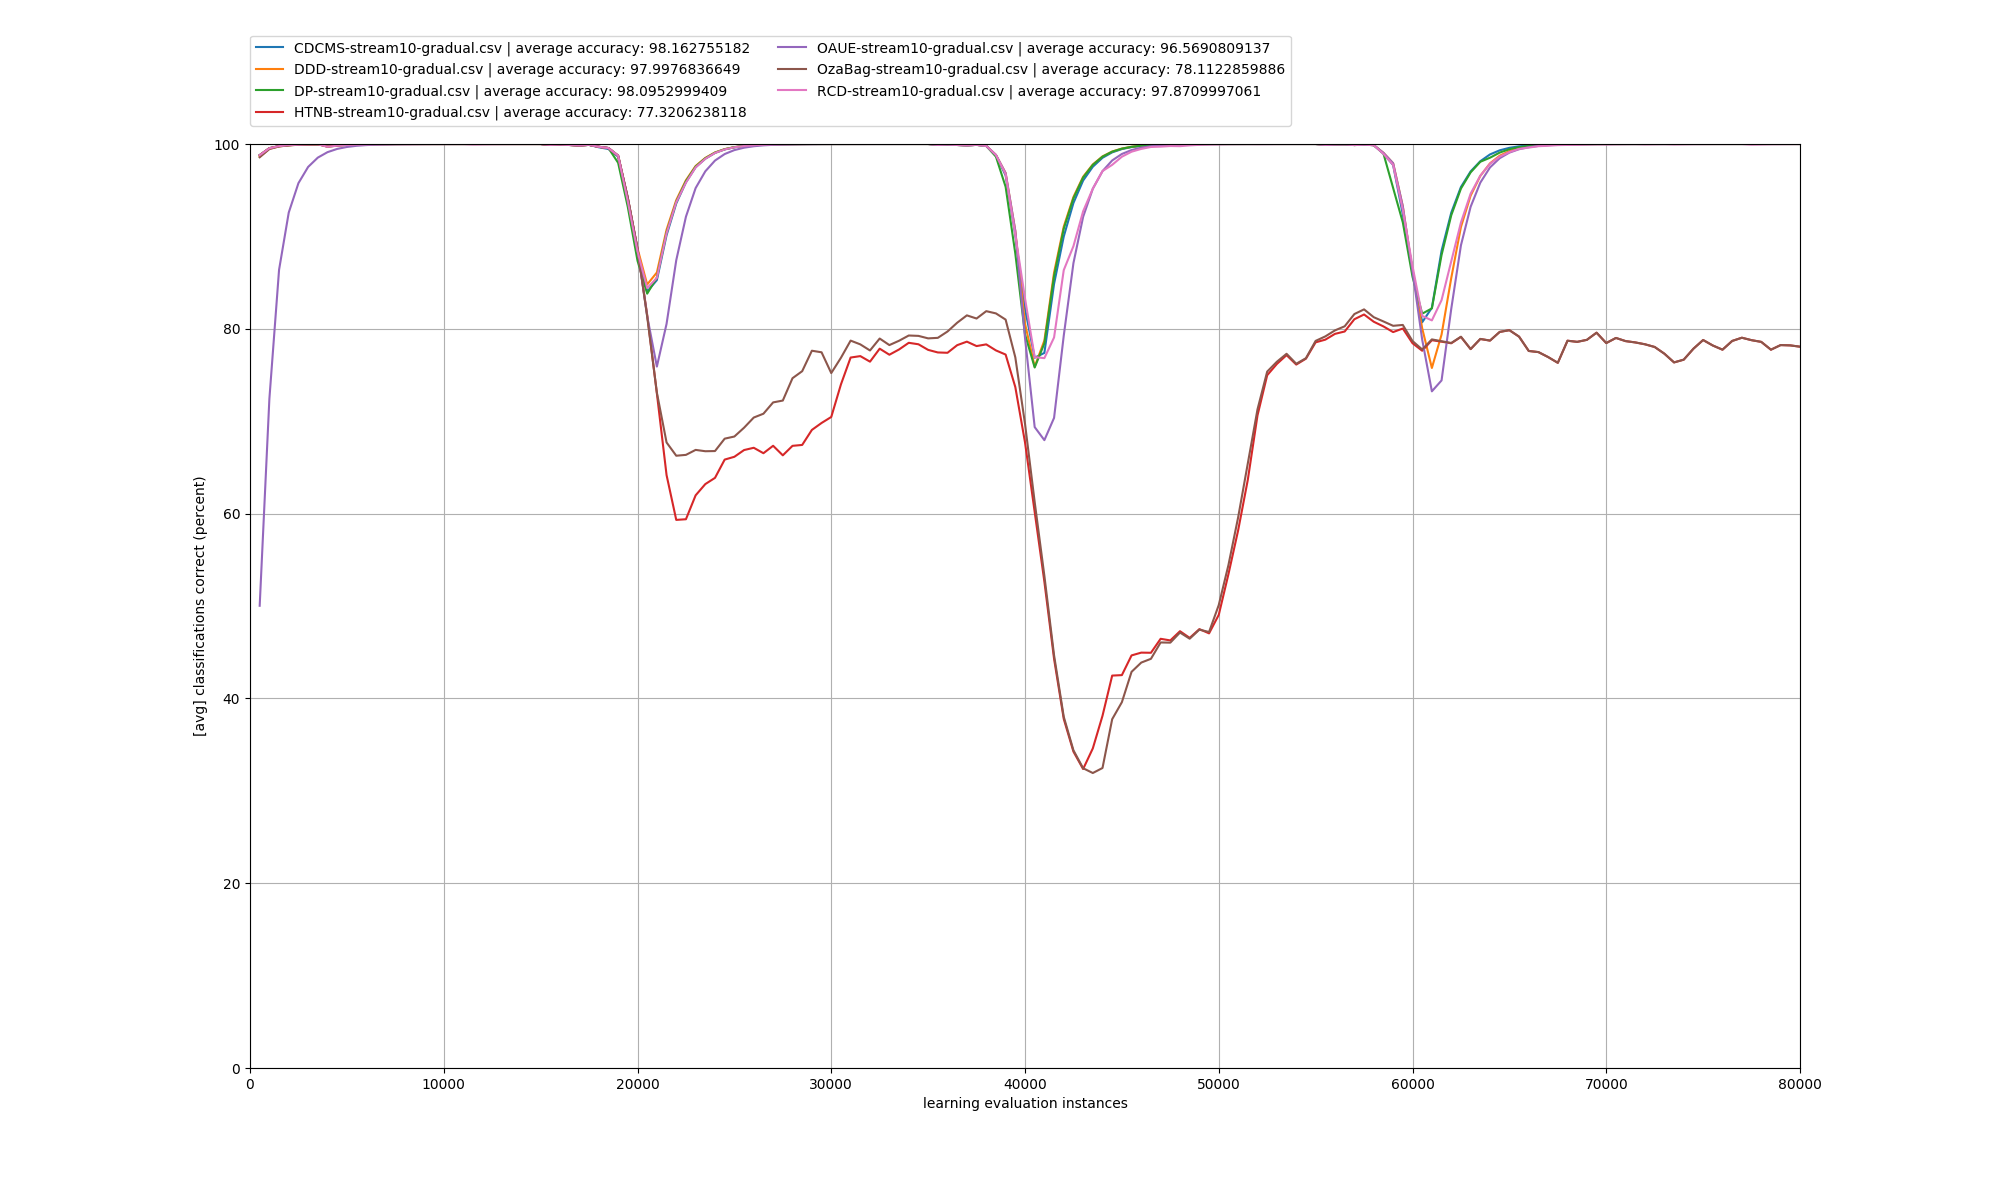 CDCMS-stream10-gradual.csv | average accuracy: 98.162755182
DDD-stream10-gradual.csv | average accuracy: 97.9976836649
DP-stream10-gradual.csv | average accuracy: 98.0952999409
HTNB-stream10-gradual.csv | average accuracy: 77.3206238118
OAUE-stream10-gradual.csv | average accuracy: 96.5690809137
OzaBag-stream10-gradual.csv | average accuracy: 78.1122859886
RCD-stream10-gradual.csv | average accuracy: 97.8709997061
100
80
60
40
20
0
[avg] classifications correct (percent)
0 10000 20000 30000 40000 50000 60000 70000 80000
learning evaluation instances